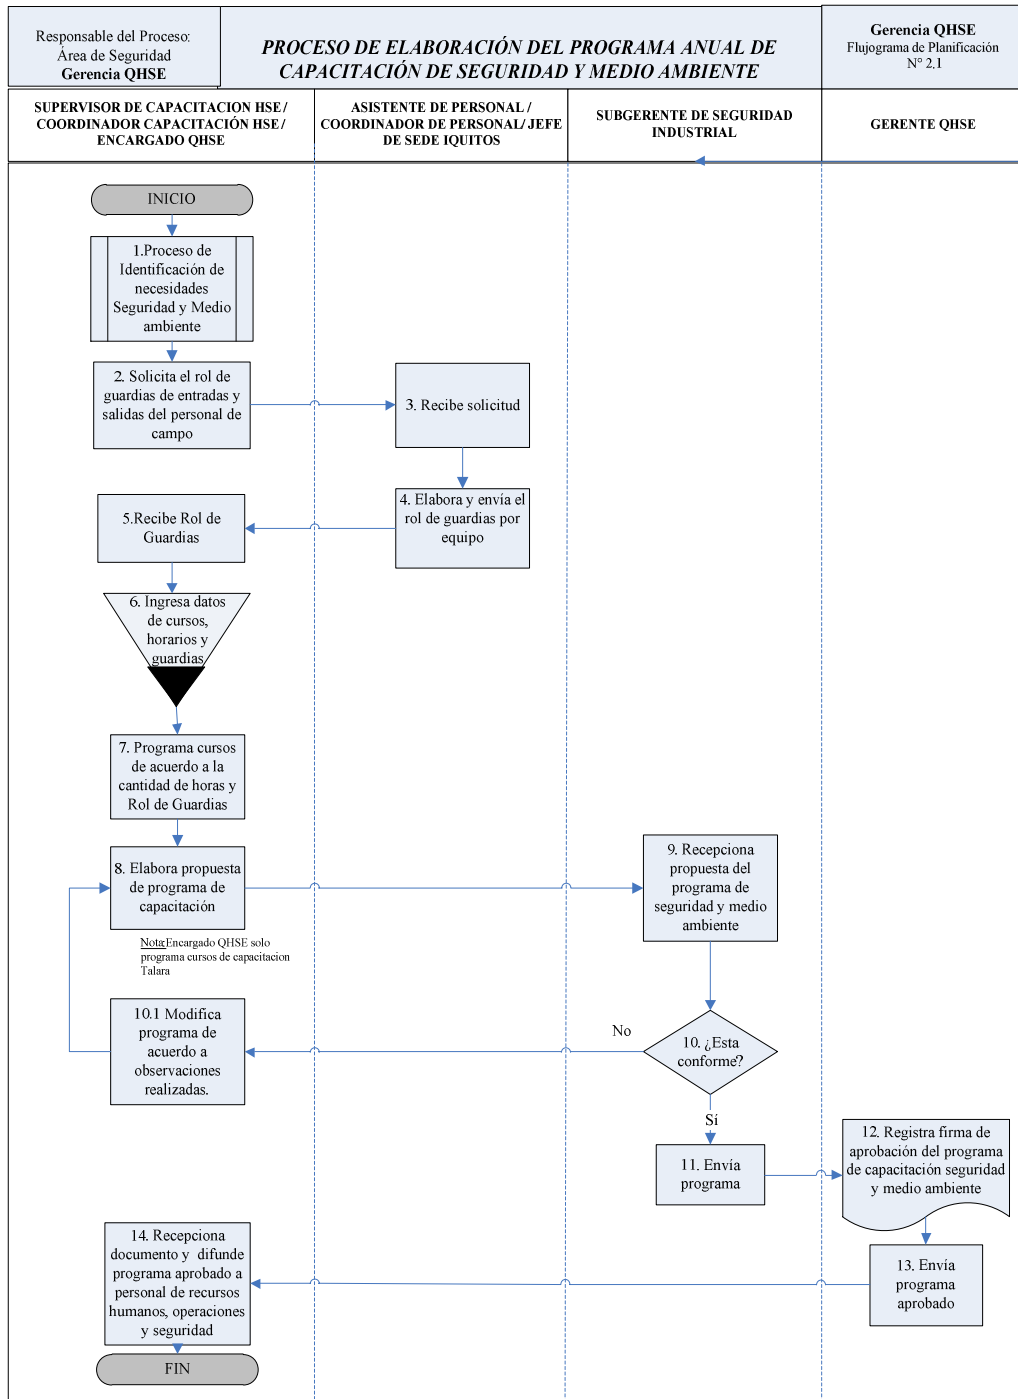 Responsable del Proceso:
Área de Seguridad
Gerencia QHSE
PROCESO DE ELABORACIÓN DEL PROGRAMA ANUAL DE
CAPACITACIÓN DE SEGURIDAD Y MEDIO AMBIENTE
Gerencia QHSE
Flujograma de Planificación
N° 2.1
SUPERVISOR DE CAPACITACION HSE /
COORDINADOR CAPACITACIÓN HSE /
ENCARGADO QHSE
ASISTENTE DE PERSONAL /
COORDINADOR DE PERSONAL/ JEFE
DE SEDE IQUITOS
SUBGERENTE DE SEGURIDAD
INDUSTRIAL
GERENTE QHSE
INICIO
1.Proceso de
Identificación de
necesidades
Seguridad y Medio
ambiente
2. Solicita el rol de
guardias de entradas y
salidas del personal de
campo
3. Recibe solicitud
4. Elabora y envía el
rol de guardias por
equipo
5.Recibe Rol de
Guardias
6. Ingresa datos
de cursos,
horarios y
guardias
7. Programa cursos
de acuerdo a la
cantidad de horas y
Rol de Guardias
8. Elabora propuesta
de programa de
capacitación
9. Recepciona
propuesta del
programa de
seguridad y medio
ambiente
Nota:Encargado QHSE solo
programa cursos de capacitacion
Talara
10.1 Modifica
programa de
acuerdo a
observaciones
realizadas.
No
10. ¿Esta
conforme?
Sí
11. Envía
programa
12. Registra firma de
aprobación del programa
de capacitación seguridad
y medio ambiente
13. Envía
programa
aprobado
14. Recepciona
documento y difunde
programa aprobado a
personal de recursos
humanos, operaciones
y seguridad
FIN